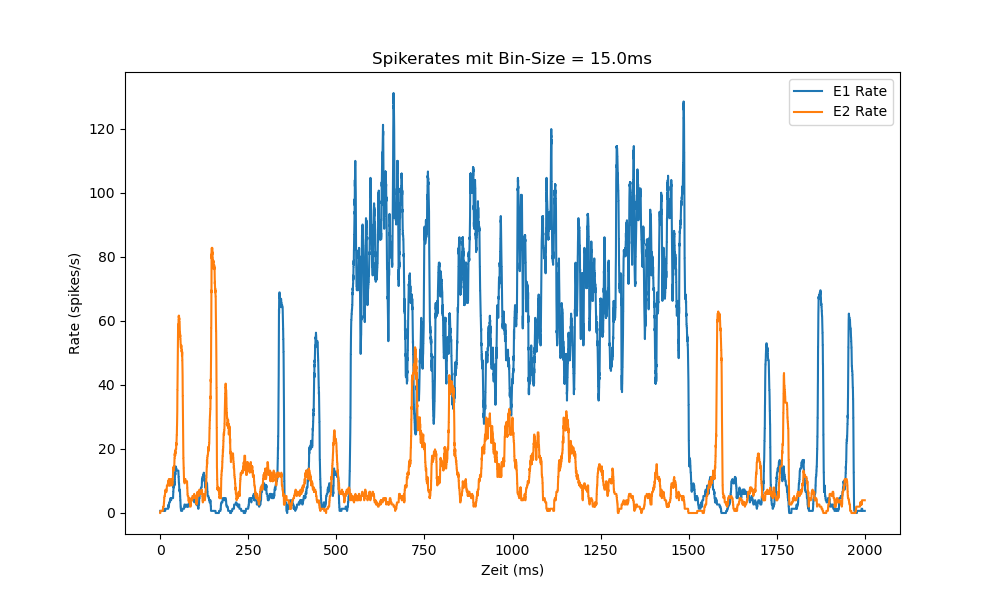 Spikerates mit Bin-Size = 15.0ms
E1 Rate
E2 Rate
Rate (spikes/s)
120
100
80
60
40
20
0
0 250 500 750 1000 1250 1500 1750 2000
Zeit (ms)